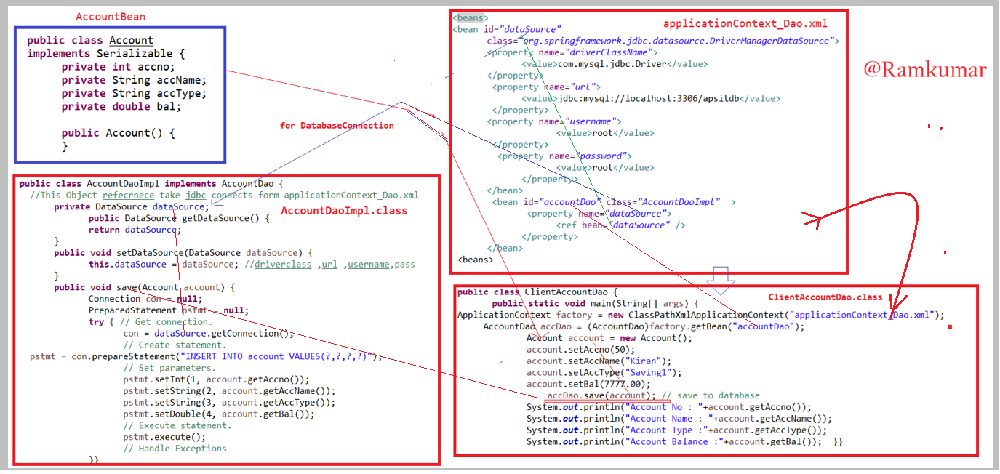 AccountBean
public class Account
implements Serializable {
private int accno;
private String accName;
private String accType;
private double bal;
public Account() {
}
for DatabaseConnection
public class AccountDaoImpl implements AccountDao {
//This Object refecrnece take jdbc connects form applicationContext_Dao.xml
private DataSource dataSource;
AccountDaoImpl.class
public DataSource getDataSource() {
return dataSource;
}
public void setDataSource(DataSource dataSource) {
this.dataSource = dataSource; //driverclass ,url ,username,pass
}
public void save(Account account) {
Connection con = null;
PreparedStatement pstmt = null;
try { // Get connection.
con = dataSource.getConnection();
// Create statement.
pstmt = con.prepareStatement("INSERT INTO account VALUES(?,?,?,?)");
// Set parameters.
pstmt.setInt(1, account.getAccno());
pstmt.setString(2, account.getAccName());
pstmt.setString(3, account.getAccType());
pstmt.setDouble(4, account.getBal());
// Execute statement.
pstmt.execute();
// Handle Exceptions
}}
<beans>
applicationContext_Dao.xml
<bean id="dataSource"
class="org.springframework.jdbc.datasource.DriverManagerDataSource">
<property name="driverClassName">
<value>com.mysql.jdbc.Driver</value>
</property>
<property name="url">
<value>jdbc:mysql://localhost:3306/apsitdb</value>
</property>
<property name="username">
<value>root</value>
</property>
<property name="password">
<value>root</value>
</property>
</bean>
<bean id="accountDao" class="AccountDaoImpl" >
<property name="dataSource">
<ref bean="dataSource" />
</property>
</bean>
<beans>
@Ramkumar
public class ClientAccountDao {
ClientAccountDao.class
public static void main(String[] args) {
ApplicationContext factory = new ClassPathXmlApplicationContext("applicationContext_Dao.xml");
AccountDao accDao = (AccountDao)factory.getBean("accountDao");
Account account = new Account();
account.setAccno(50);
account.setAccName("Kiran");
account.setAccType("Saving1");
account.setBal(7777.00);
accDao.save(account); // save to database
System.out.println("Account No : "+account.getAccno());
System.out.println("Account Name : "+account.getAccName());
System.out.println("Account Type :"+account.getAccType());
System.out.println("Account Balance :"+account.getBal()); }}